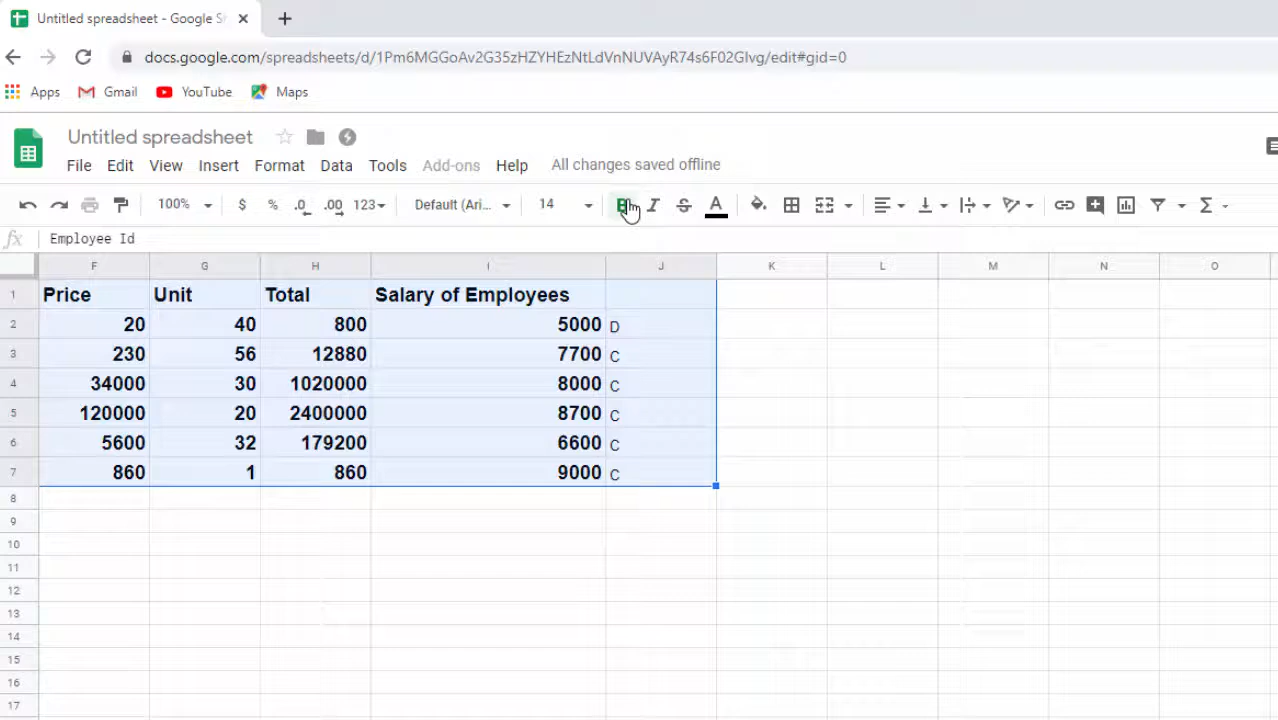 Untitled spreadsheet - Google Sh
docs.google.com/spreadsheets/d/1Pm6MGGoAv2G35zHZYHEzNtLdVnNUVAyR74s6F02GIvg/edit#gid=0
Apps Gmail YouTube Maps
Untitled spreadsheet
File Edit View Insert Format Data Tools Add-ons Help All changes saved offline
100% $ % .0 .00 123 Default (Ari... 14 B I S A Σ
fx Employee Id
F G H I J K L M N O
1 Price Unit Total Salary of Employees
2 20 40 800 5000 D
3 230 56 12880 7700 C
4 34000 30 1020000 8000 C
5 120000 20 2400000 8700 C
6 5600 32 179200 6600 C
7 860 1 860 9000 C
8
9
10
11
12
13
14
15
16
17